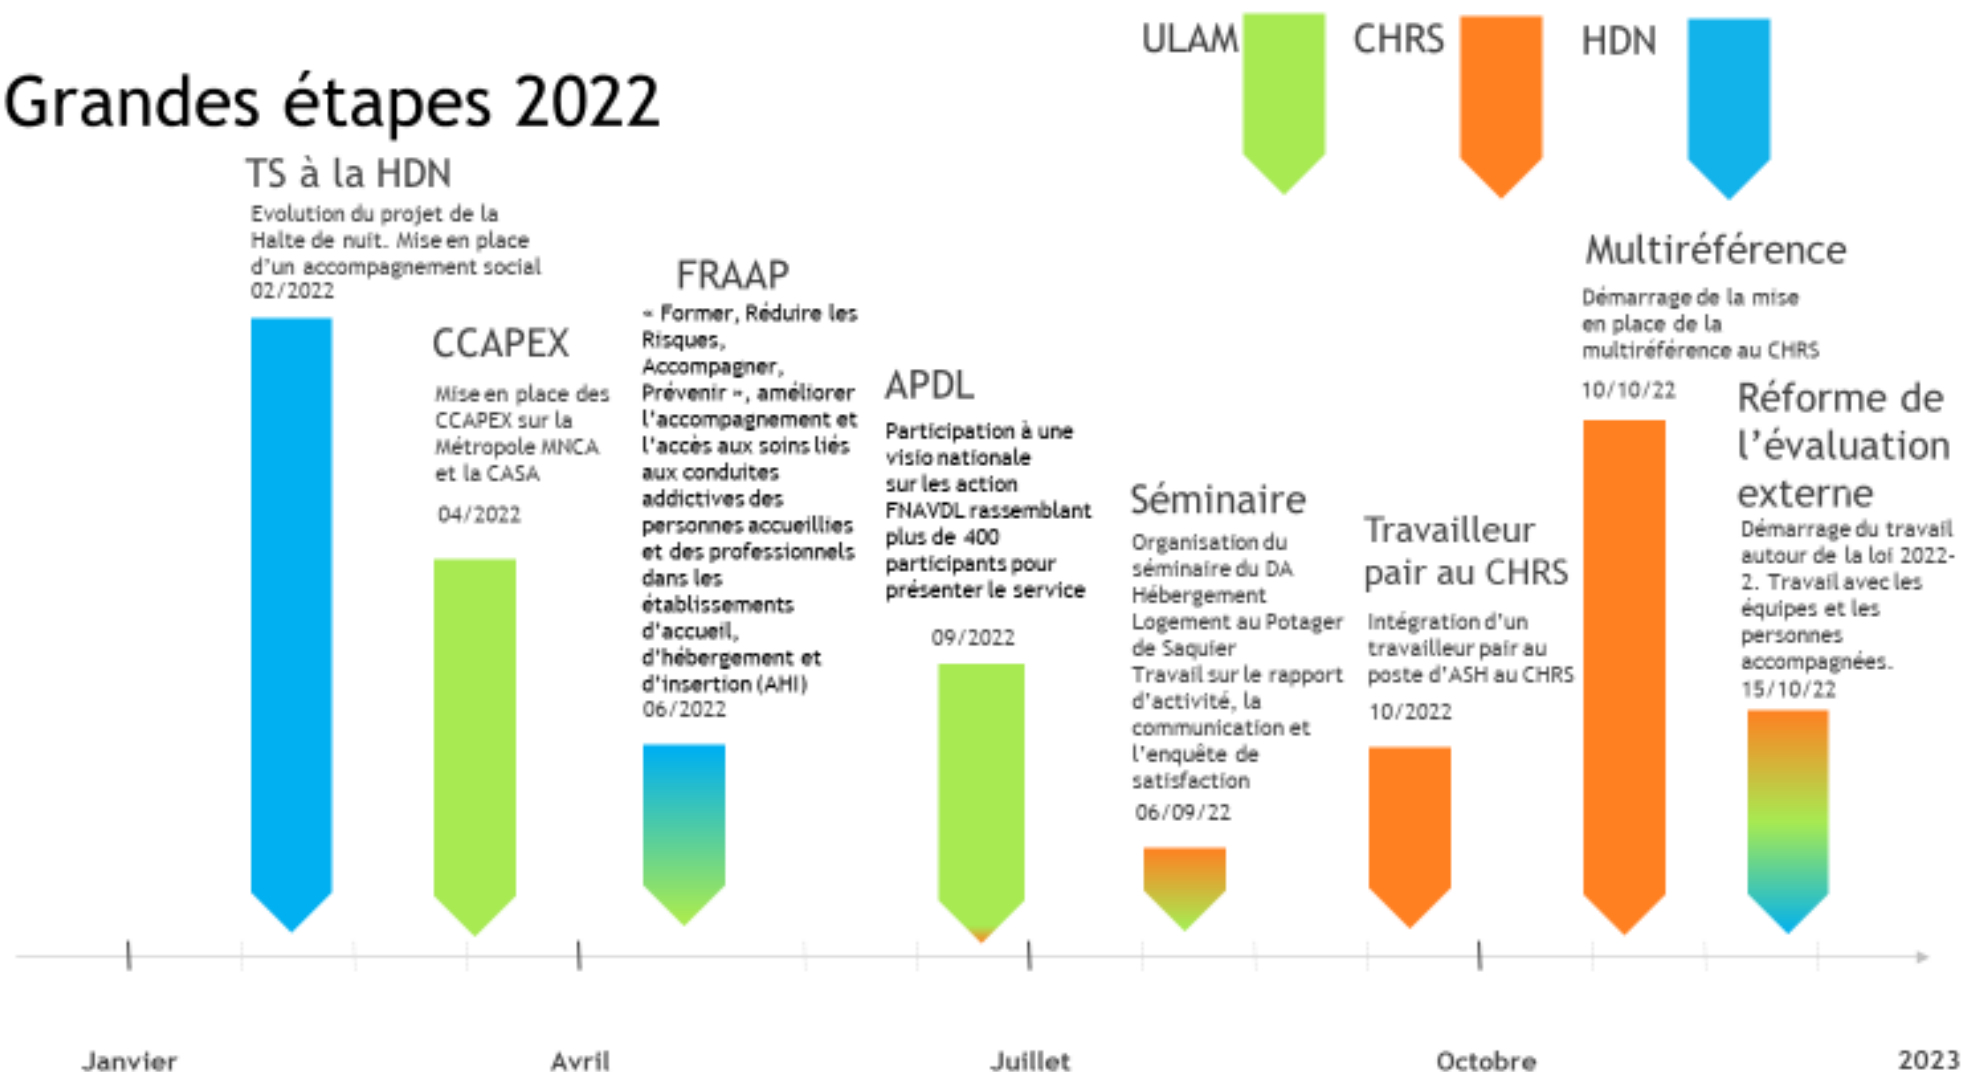 ULAM
CHRS
HDN
Grandes étapes 2022
TS à la HDN
Evolution du projet de la
Halte de nuit. Mise en place
d'un accompagnement social
02/2022
CCAPEX
Mise en place des
CCAPEX sur la
Métropole MNCA
et la CASA
04/2022
FRAAP
« Former, Réduire les
Risques,
Accompagner,
Prévenir », améliorer
l'accompagnement et
l'accès aux soins liés
aux conduites
addictives des
personnes accueillies
et des professionnels
dans les
établissements
d'accueil,
d'hébergement et
d'insertion (AHI)
06/2022
APDL
Participation à une
visio nationale
sur les action
FNAVDL rassemblant
plus de 400
participants pour
présenter le service
09/2022
Séminaire
Organisation du
séminaire du DA
Hébergement
Logement au Potager
de Saquier
Travail sur le rapport
d'activité, la
communication et
l'enquête de
satisfaction
06/09/22
Travailleur
pair au CHRS
Intégration d'un
travailleur pair au
poste d'ASH au CHRS
10/2022
Multiréférence
Démarrage de la mise
en place de la
multiréférence au CHRS
10/10/22
Réforme de
l'évaluation
externe
Démarrage du travail
autour de la loi 2022-
2. Travail avec les
équipes et les
personnes
accompagnées.
15/10/22
Janvier
Avril
Juillet
Octobre
2023